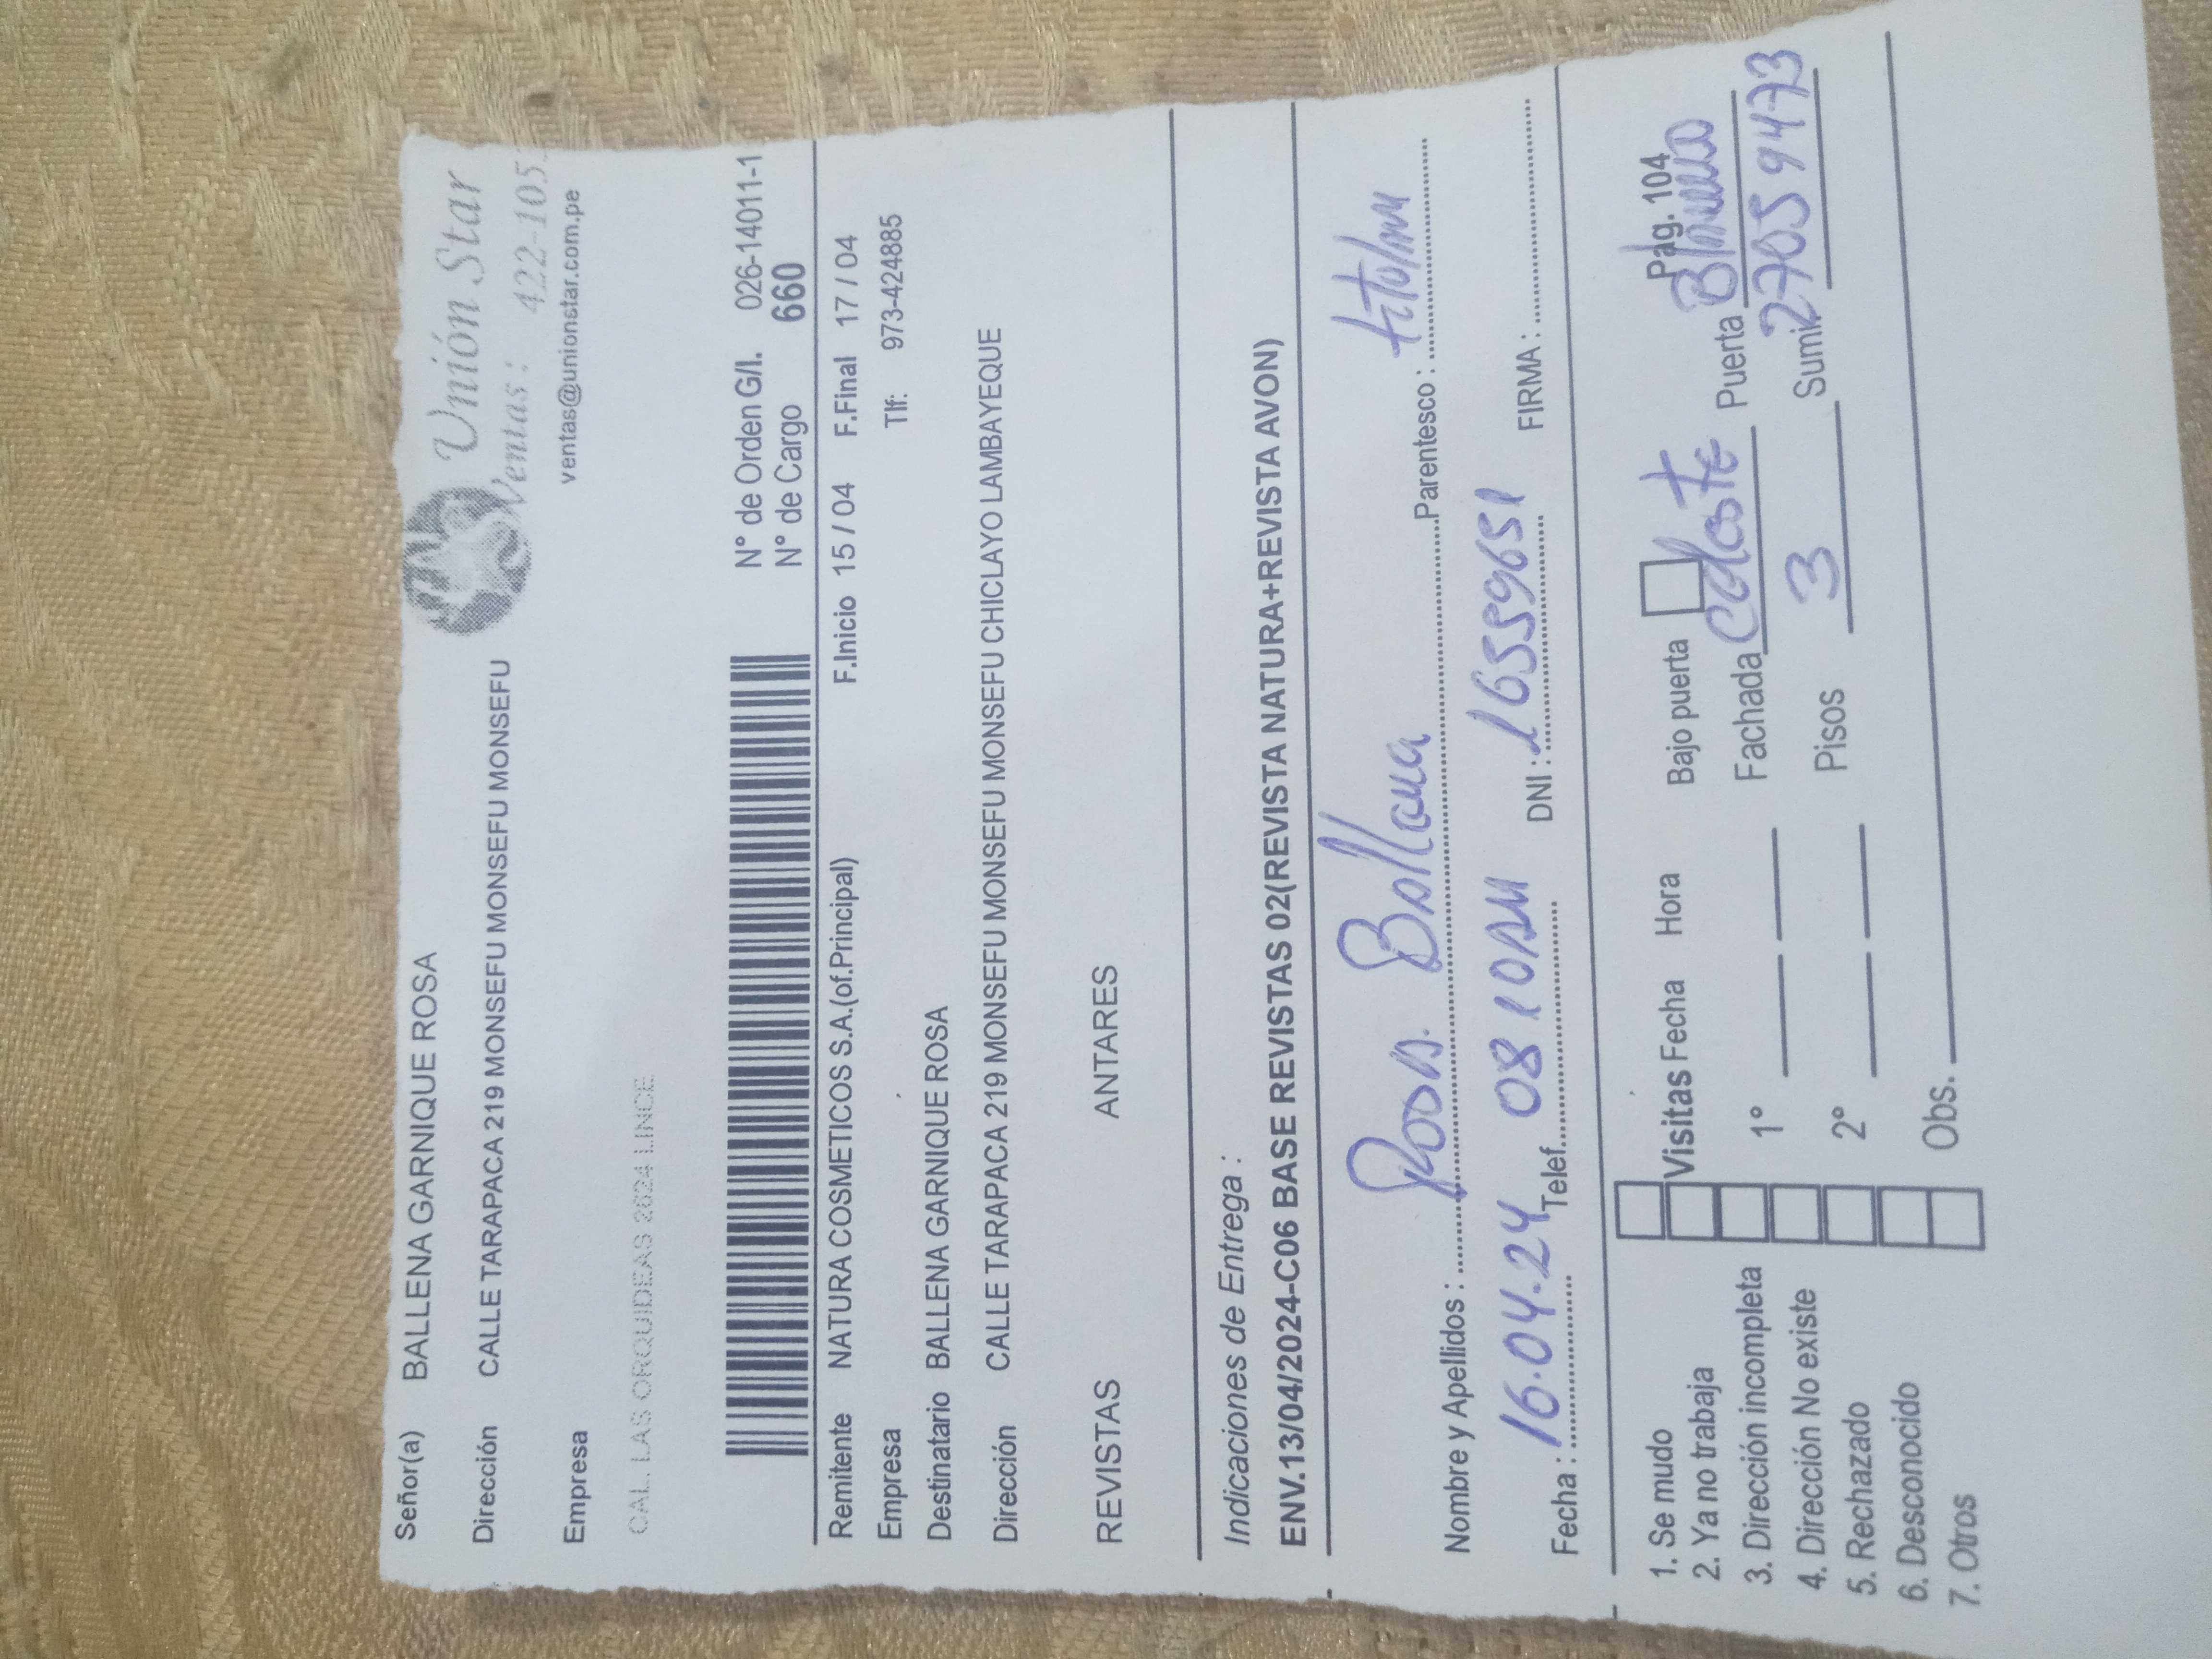 Señor(a) BALLENA GARNIQUE ROSA
Unión Star
Dirección CALLE TARAPACA 219 MONSEFU MONSEFU MONSEFU
Ventas : 422-105
ventas@unionstar.com.pe
Empresa
CAL. LAS ORQUIDEAS 2624 LINCE
N° de Orden G/I. 026-14011-1
N° de Cargo 660
Remitente NATURA COSMETICOS S.A.(of.Principal) F.Inicio 15 / 04 F.Final 17 / 04
Empresa Tlf: 973-424885
Destinatario BALLENA GARNIQUE ROSA
Dirección CALLE TARAPACA 219 MONSEFU MONSEFU MONSEFU CHICLAYO LAMBAYEQUE
REVISTAS ANTARES
Indicaciones de Entrega :
ENV.13/04/2024-C06 BASE REVISTAS 02(REVISTA NATURA+REVISTA AVON)
Nombre y Apellidos : Rosa Ballena Parentesco : titular
Fecha : 16.04.24 Telef. 08 10am DNI : 16559651 FIRMA :
Pag. 104
1. Se mudo Visitas Fecha Hora Bajo puerta
2. Ya no trabaja
3. Dirección incompleta 1° Fachada Celeste Puerta Blanco
4. Dirección No existe
5. Rechazado 2° Pisos 3 Sumi 27059473
6. Desconocido
7. Otros Obs.